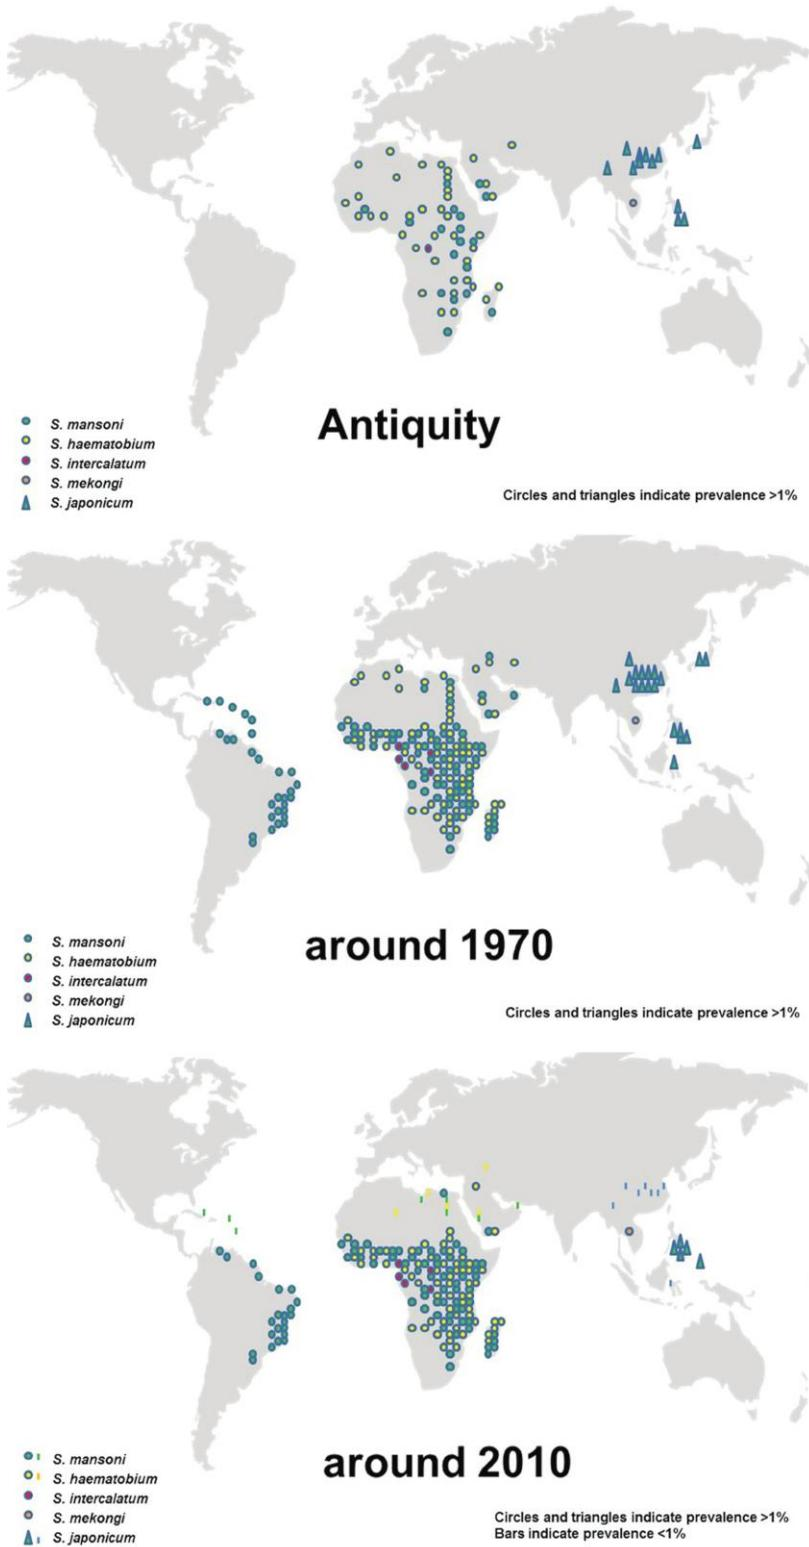 S. mansoni
S. haematobium
S. intercalatum
S. mekongi
S. japonicum
Antiquity
Circles and triangles indicate prevalence >1%
S. mansoni
S. haematobium
S. intercalatum
S. mekongi
S. japonicum
around 1970
Circles and triangles indicate prevalence >1%
S. mansoni
S. haematobium
S. intercalatum
S. mekongi
S. japonicum
around 2010
Circles and triangles indicate prevalence >1%
Bars indicate prevalence <1%